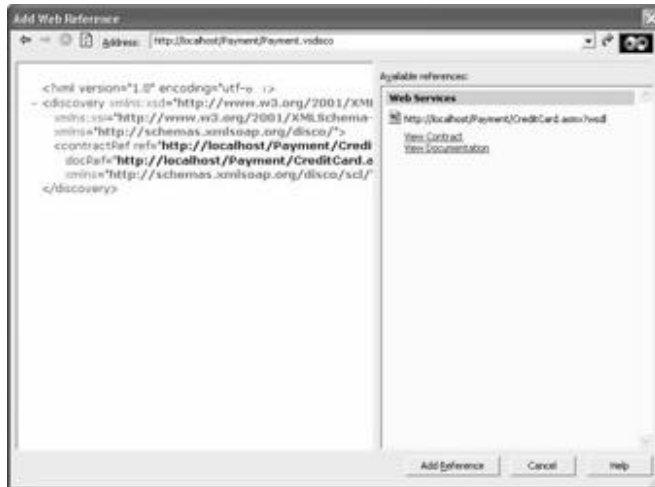 Add Web Reference
Address: http://localhost/Payment/Payment.vsdisco
<?xml version="1.0" encoding="utf-8" ?>
- <discovery xmlns:xsd="http://www.w3.org/2001/XMI
xmlns:xsi="http://www.w3.org/2001/XMLSchema-
xmlns="http://schemas.xmlsoap.org/disco/">
<contractRef ref="http://localhost/Payment/Credi
docRef="http://localhost/Payment/CreditCard.a
xmlns="http://schemas.xmlsoap.org/disco/scl/"
</discovery>
Available references:
Web Services
http://localhost/Payment/CreditCard.asmx?wsdl
View Contract
View Documentation
Add Reference
Cancel
Help